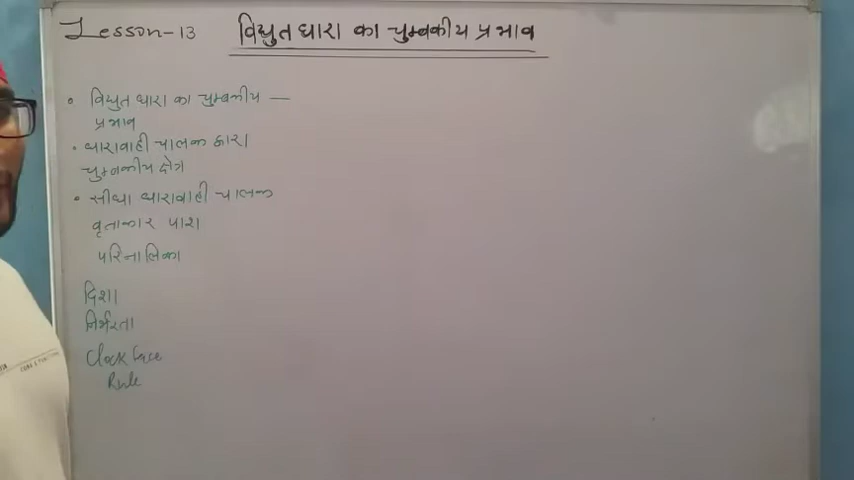 Lesson-13 विद्युत धारा का चुम्बकीय प्रभाव
• विद्युत धारा का चुम्बकीय —
प्रभाव
• धारावाही चालक द्वारा
चुम्बकीय क्षेत्र
• सीधा धारावाही चालक
वृताकार पाश
परिनालिका
दिशा
निर्भरता
Clock face
Rule